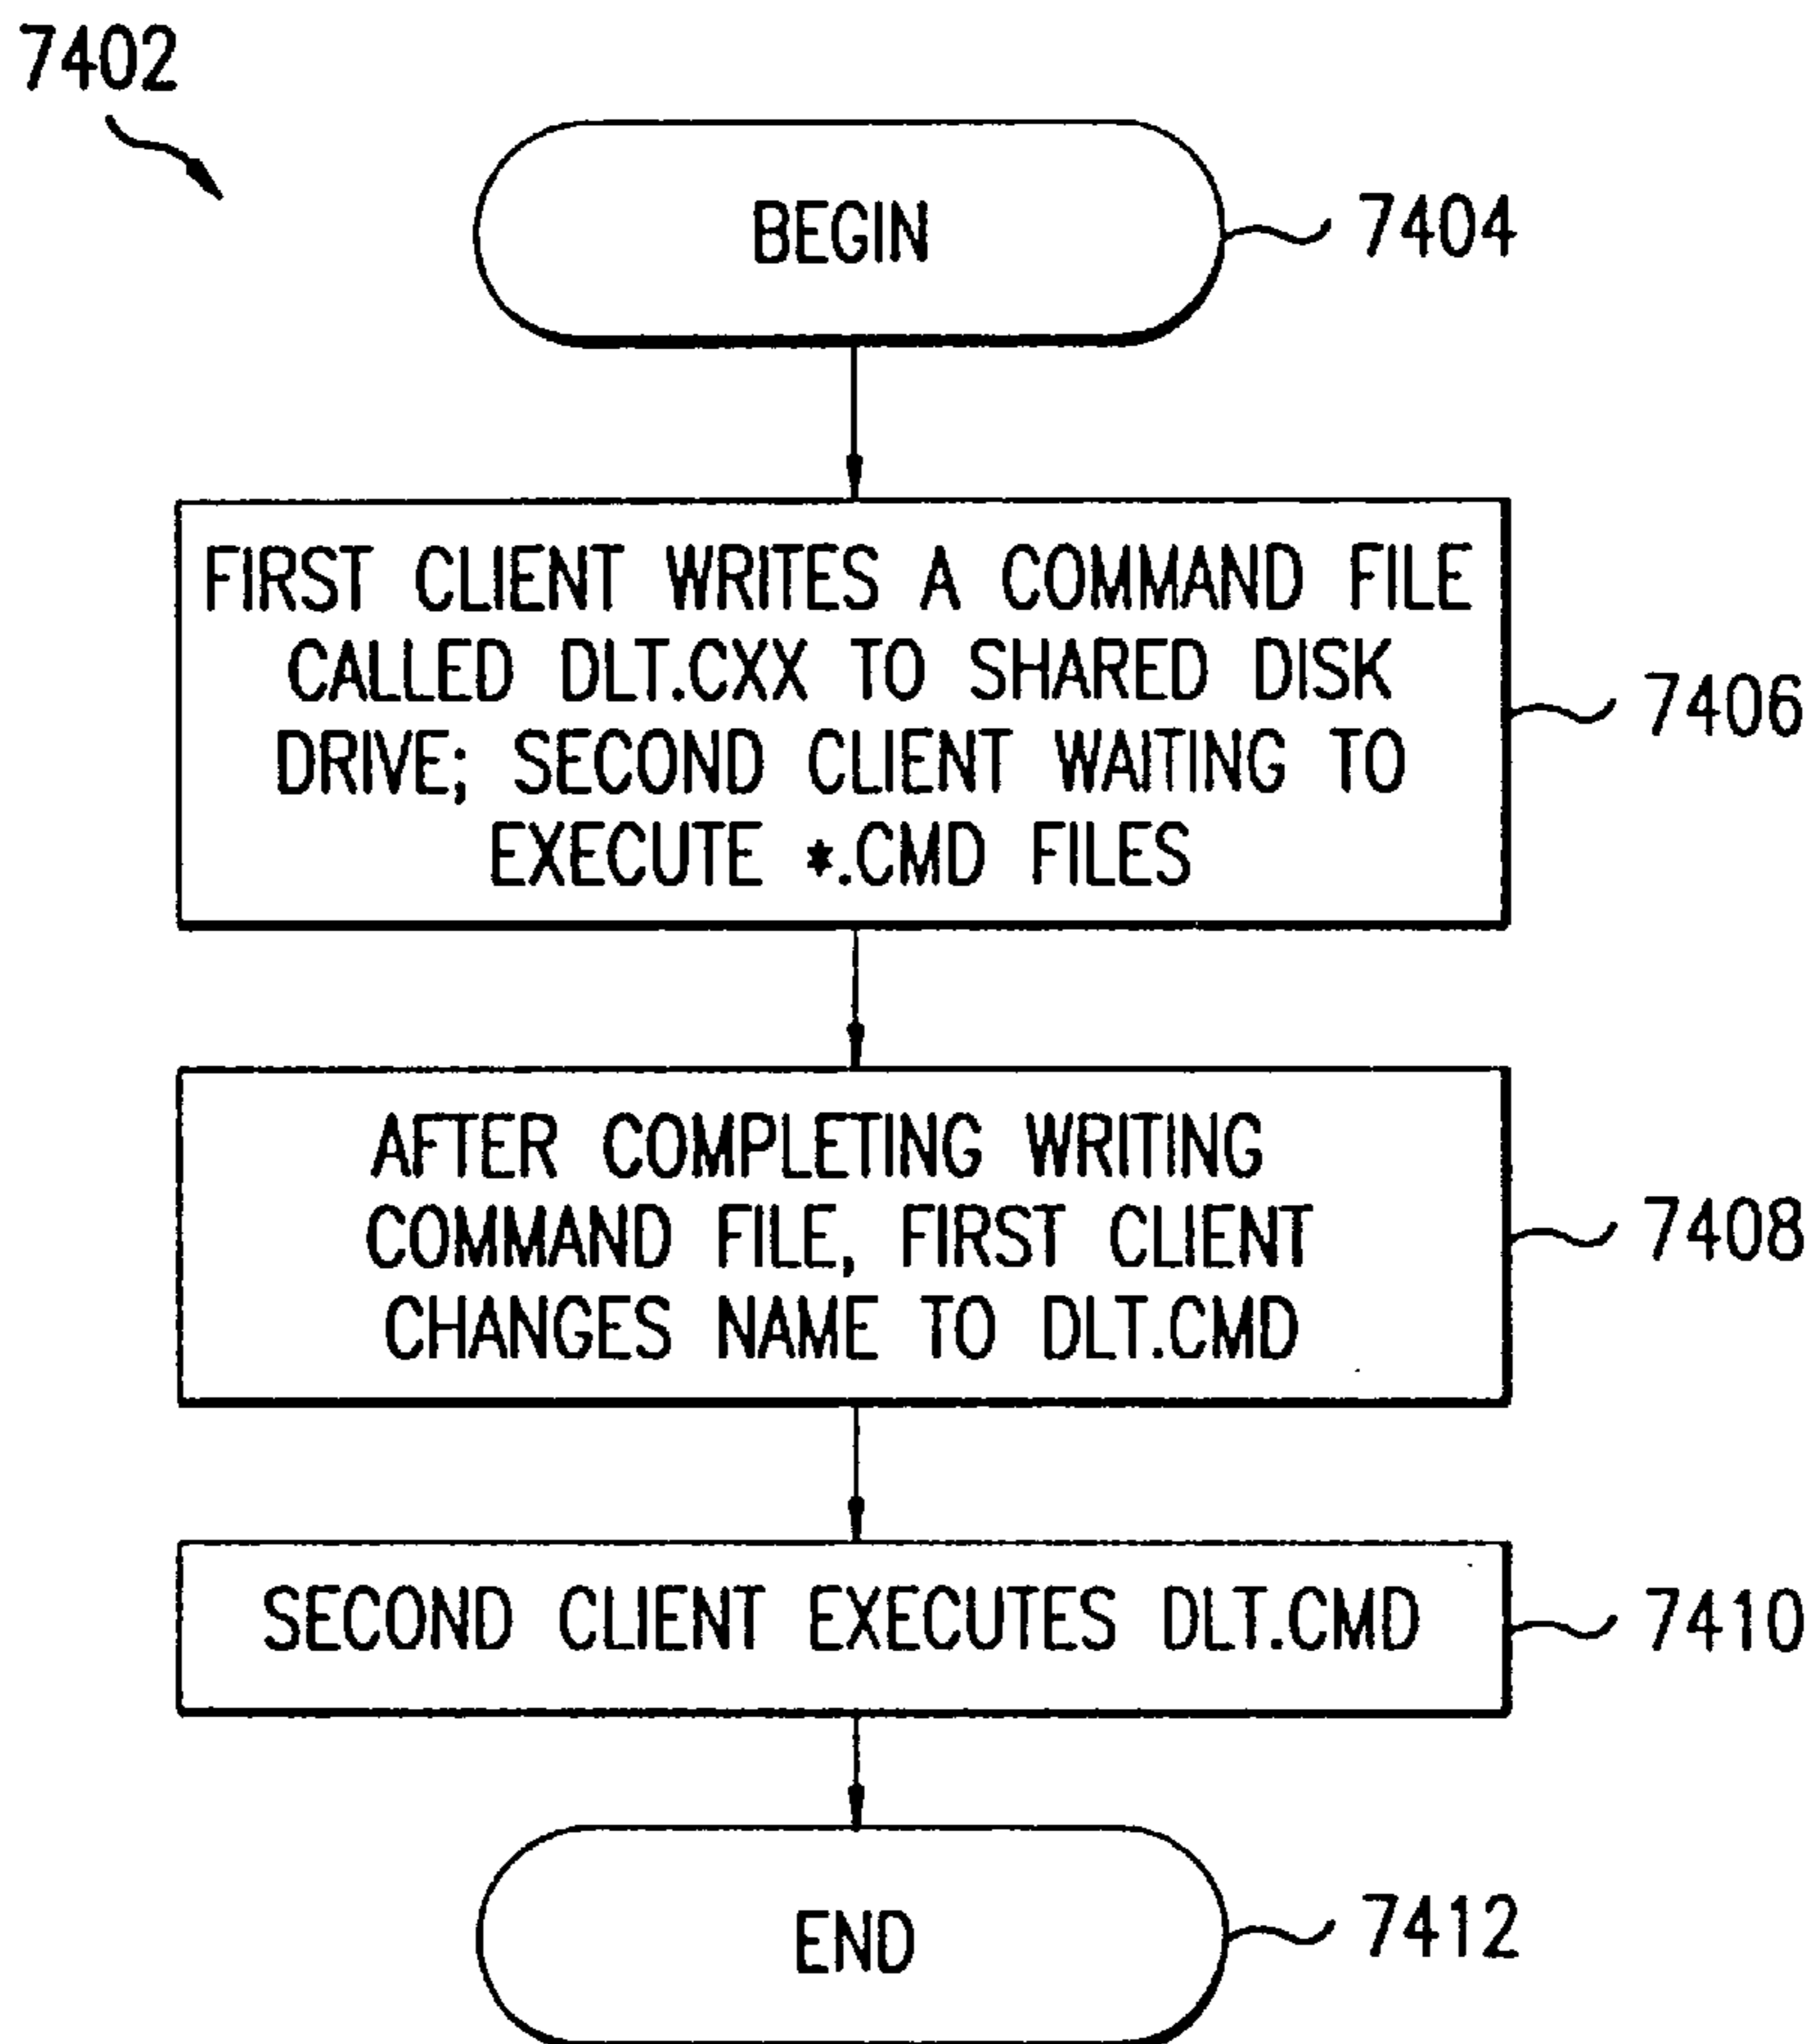 7402
BEGIN
7404
FIRST CLIENT WRITES A COMMAND FILE
CALLED DLT.CXX TO SHARED DISK
DRIVE; SECOND CLIENT WAITING TO
EXECUTE *.CMD FILES
7406
AFTER COMPLETING WRITING
COMMAND FILE, FIRST CLIENT
CHANGES NAME TO DLT.CMD
7408
SECOND CLIENT EXECUTES DLT.CMD
7410
END
7412